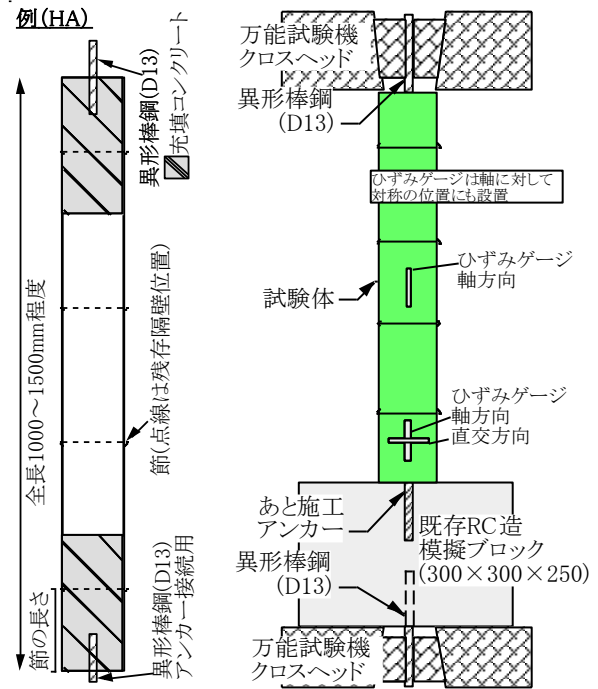 例(HA)
異形棒鋼(D13)
充填コンクリート
全長1000～1500mm程度
節(点線は残存隔壁位置)
節の長さ
異形棒鋼(D13)
アンカー接続用
万能試験機
クロスヘッド
異形棒鋼
(D13)
ひずみゲージは軸に対して
対称の位置にも設置
ひずみゲージ
軸方向
試験体
ひずみゲージ
軸方向
直交方向
あと施工
アンカー
既存RC造
模擬ブロック
(300×300×250)
異形棒鋼
(D13)
万能試験機
クロスヘッド